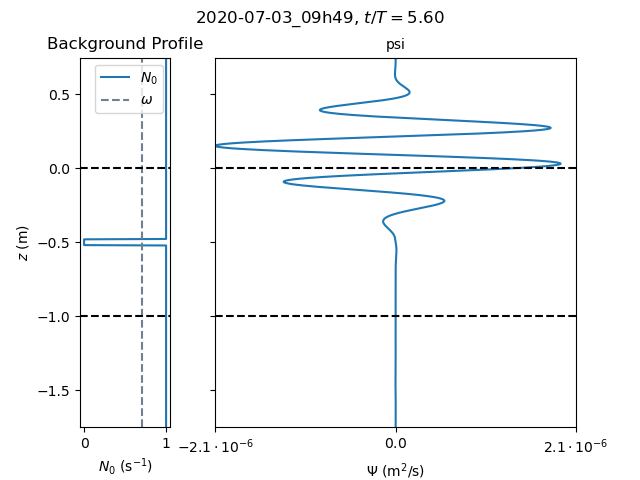 2020-07-03_09h49, t/T = 5.60
Background Profile
psi
N₀
ω
0.5
0.0
−0.5
−1.0
−1.5
z (m)
0 1
N₀ (s⁻¹)
−2.1 · 10⁻⁶ 0.0 2.1 · 10⁻⁶
Ψ (m²/s)